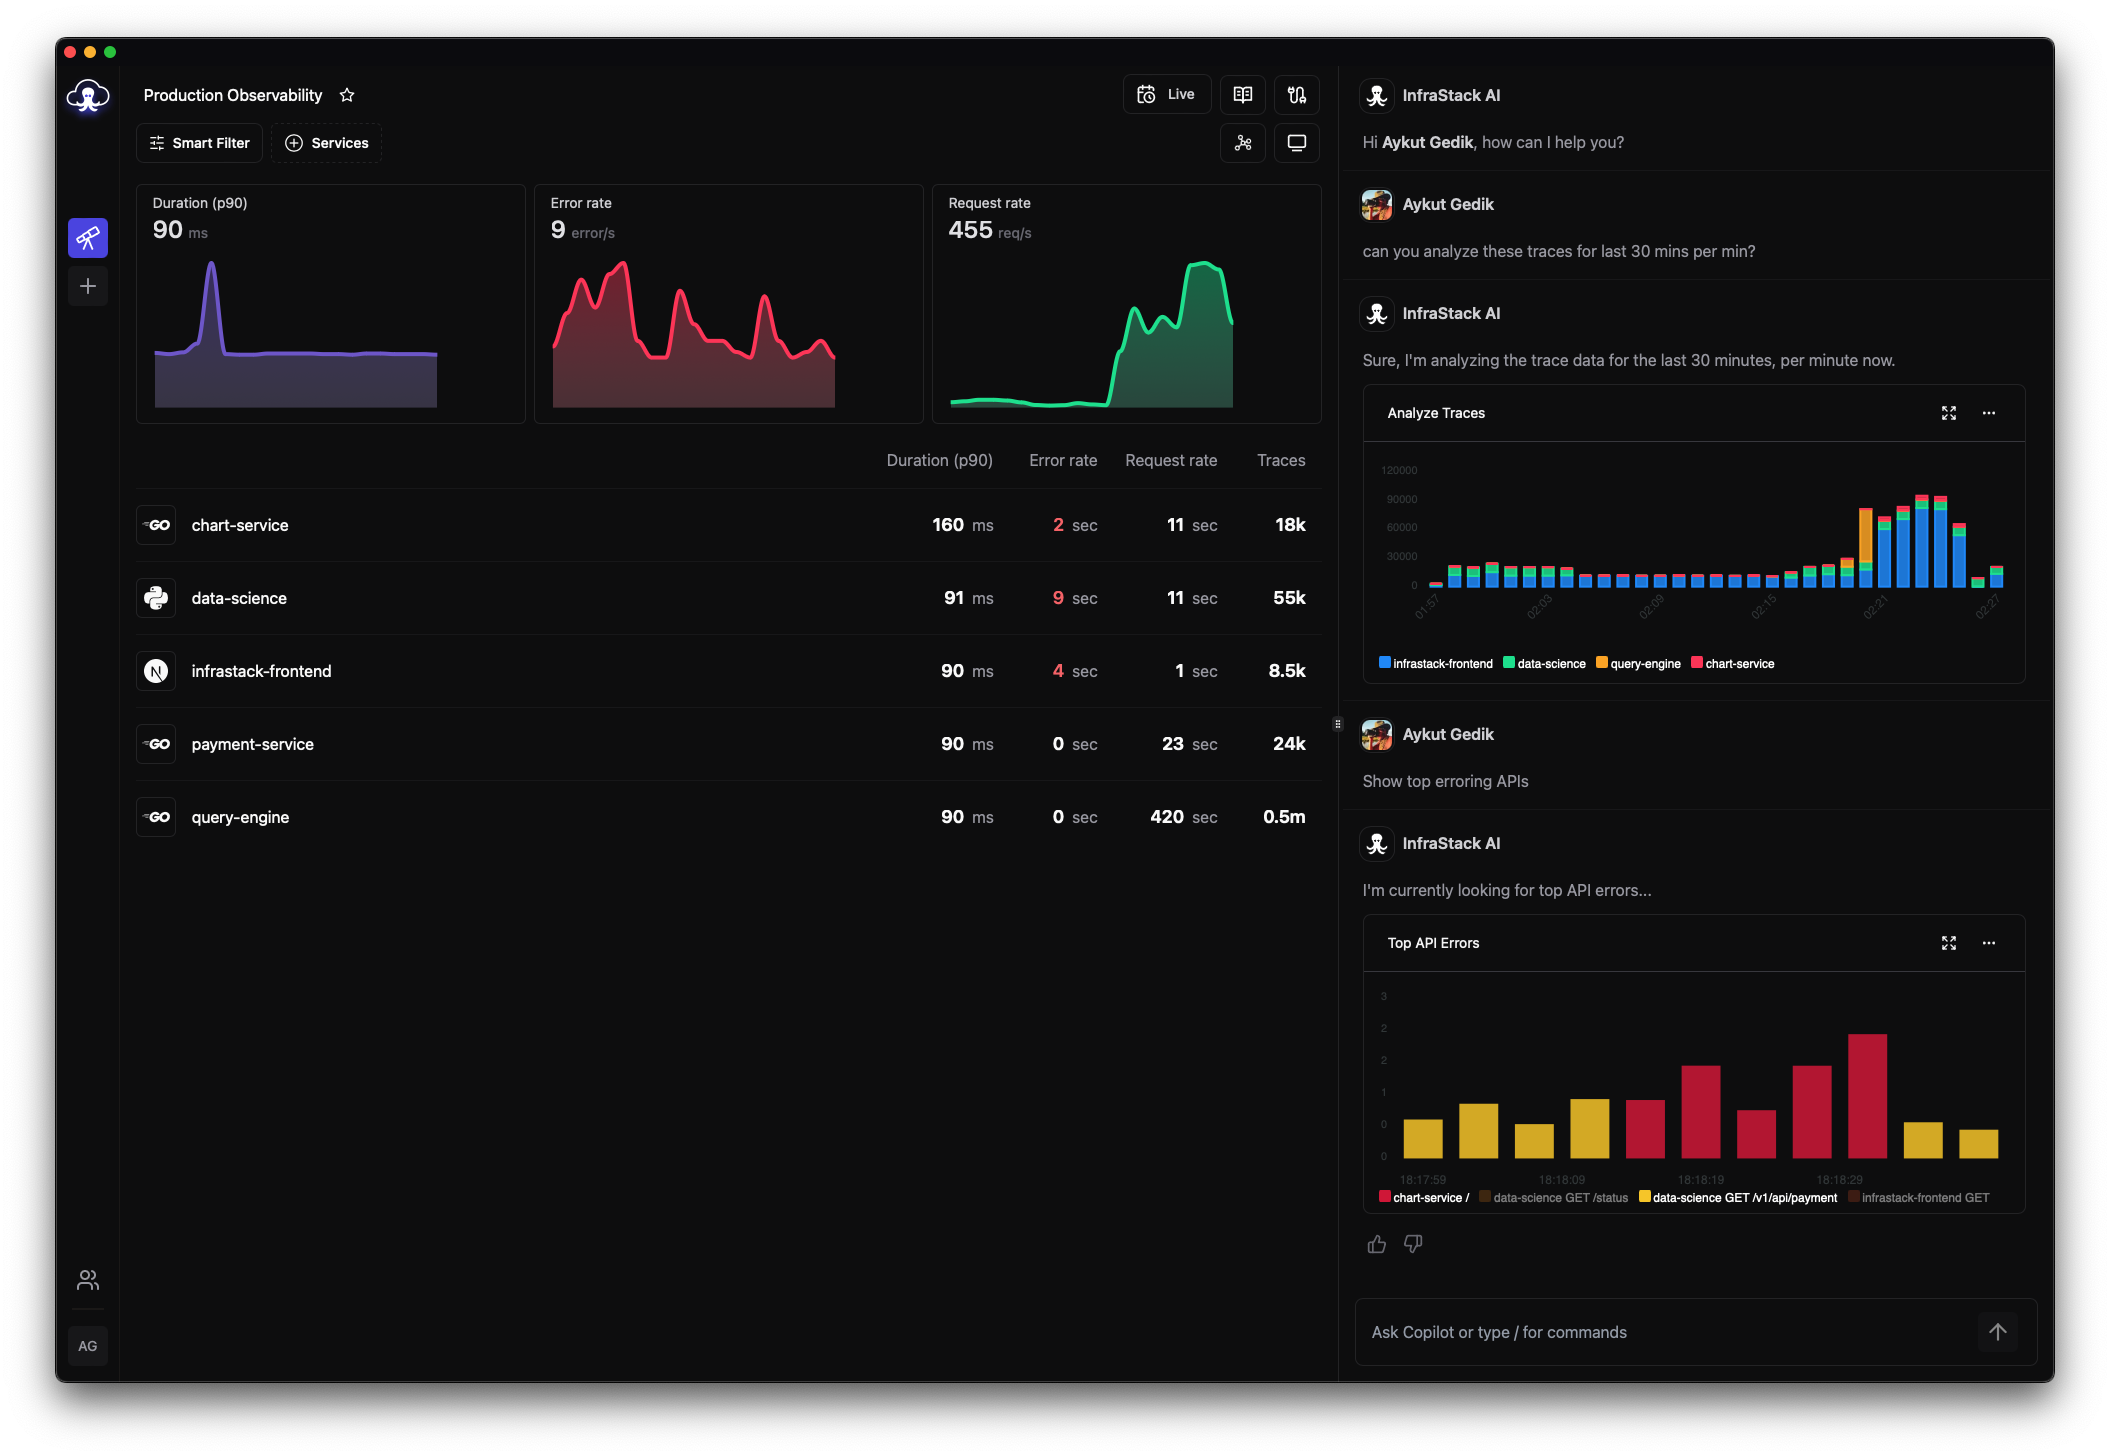 Production Observability
Live
Smart Filter
Services
Duration (p90)
90 ms
Error rate
9 error/s
Request rate
455 req/s
Duration (p90) Error rate Request rate Traces
GO chart-service 160 ms 2 sec 11 sec 18k
data-science 91 ms 9 sec 11 sec 55k
N infrastack-frontend 90 ms 4 sec 1 sec 8.5k
GO payment-service 90 ms 0 sec 23 sec 24k
GO query-engine 90 ms 0 sec 420 sec 0.5m
AG
InfraStack AI
Hi Aykut Gedik, how can I help you?
Aykut Gedik
can you analyze these traces for last 30 mins per min?
InfraStack AI
Sure, I'm analyzing the trace data for the last 30 minutes, per minute now.
Analyze Traces
120000
90000
60000
30000
0
01:57 02:03 02:09 02:15 02:21 02:27
infrastack-frontend data-science query-engine chart-service
Aykut Gedik
Show top erroring APIs
InfraStack AI
I'm currently looking for top API errors...
Top API Errors
3
2
2
1
0
0
18:17:59 18:18:09 18:18:19 18:18:29
chart-service / data-science GET /status data-science GET /v1/api/payment infrastack-frontend GET
Ask Copilot or type / for commands